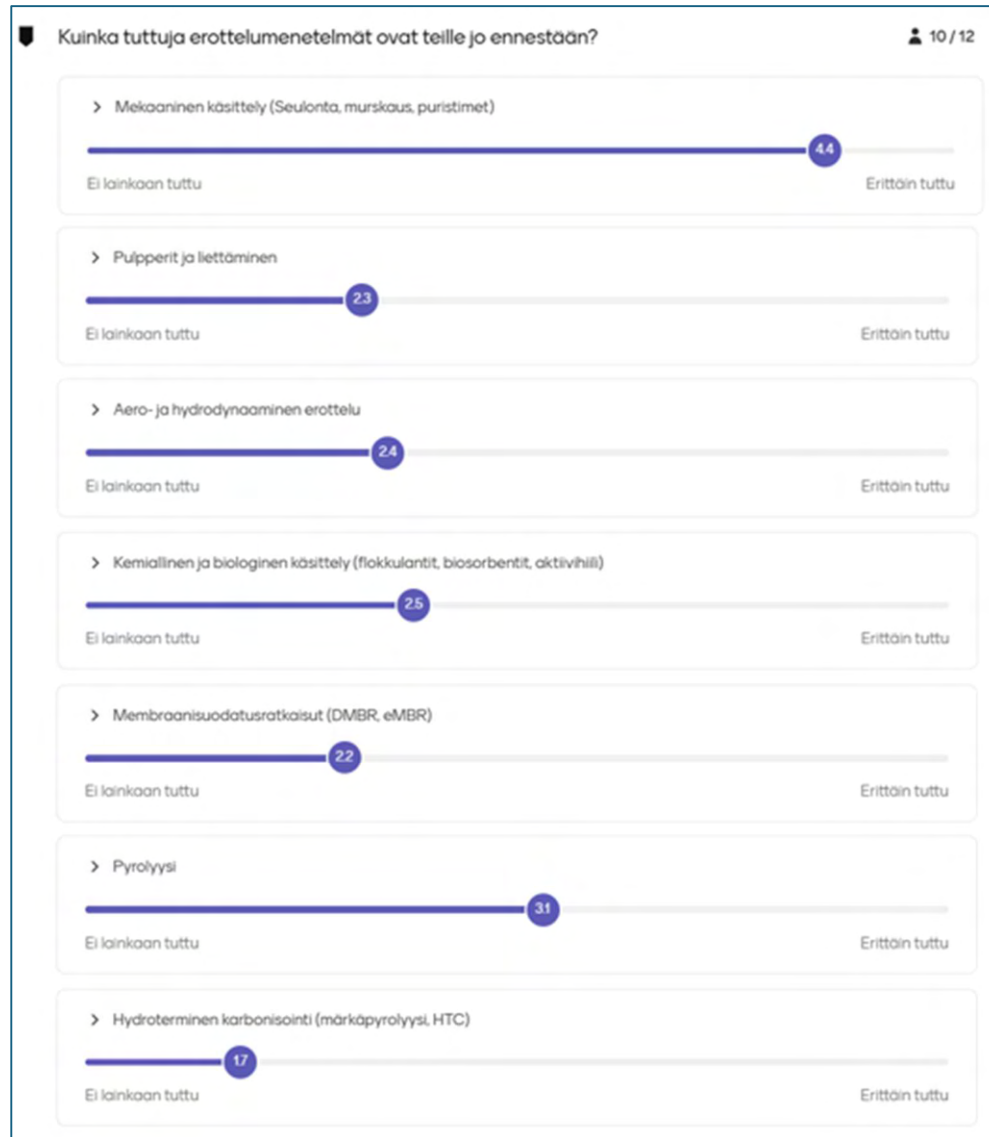 Kuinka tuttuja erottelumenetelmät ovat teille jo ennestään?
10 / 12
Mekaaninen käsittely (Seulonta, murskaus, puristimet)
4.4
Ei lainkaan tuttu
Erittäin tuttu
Pulpperit ja liettäminen
2.3
Ei lainkaan tuttu
Erittäin tuttu
Aero- ja hydrodynaaminen erottelu
2.4
Ei lainkaan tuttu
Erittäin tuttu
Kemiallinen ja biologinen käsittely (flokkulantit, biosorbentit, aktiivihiili)
2.5
Ei lainkaan tuttu
Erittäin tuttu
Membraanisuodatusratkaisut (DMBR, eMBR)
2.2
Ei lainkaan tuttu
Erittäin tuttu
Pyrolyysi
3.1
Ei lainkaan tuttu
Erittäin tuttu
Hydroterminen karbonisointi (märkäpyrolyysi, HTC)
1.7
Ei lainkaan tuttu
Erittäin tuttu